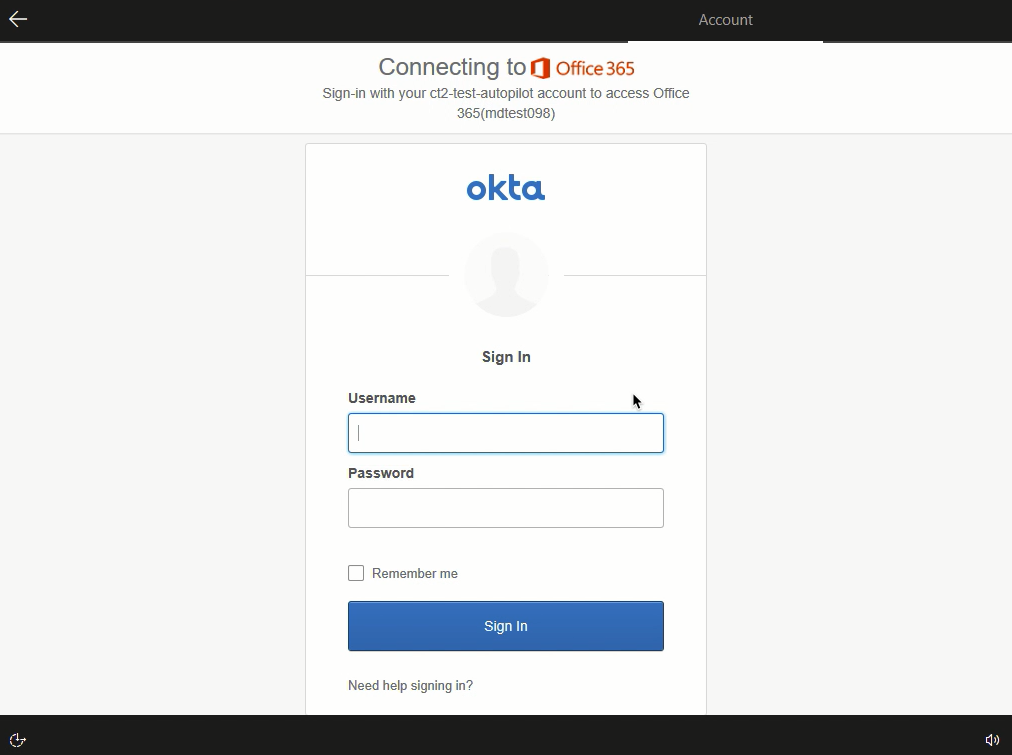 Account
Connecting to Office 365
Sign-in with your ct2-test-autopilot account to access Office
365(mdtest098)
okta
Sign In
Username
Password
Remember me
Sign In
Need help signing in?